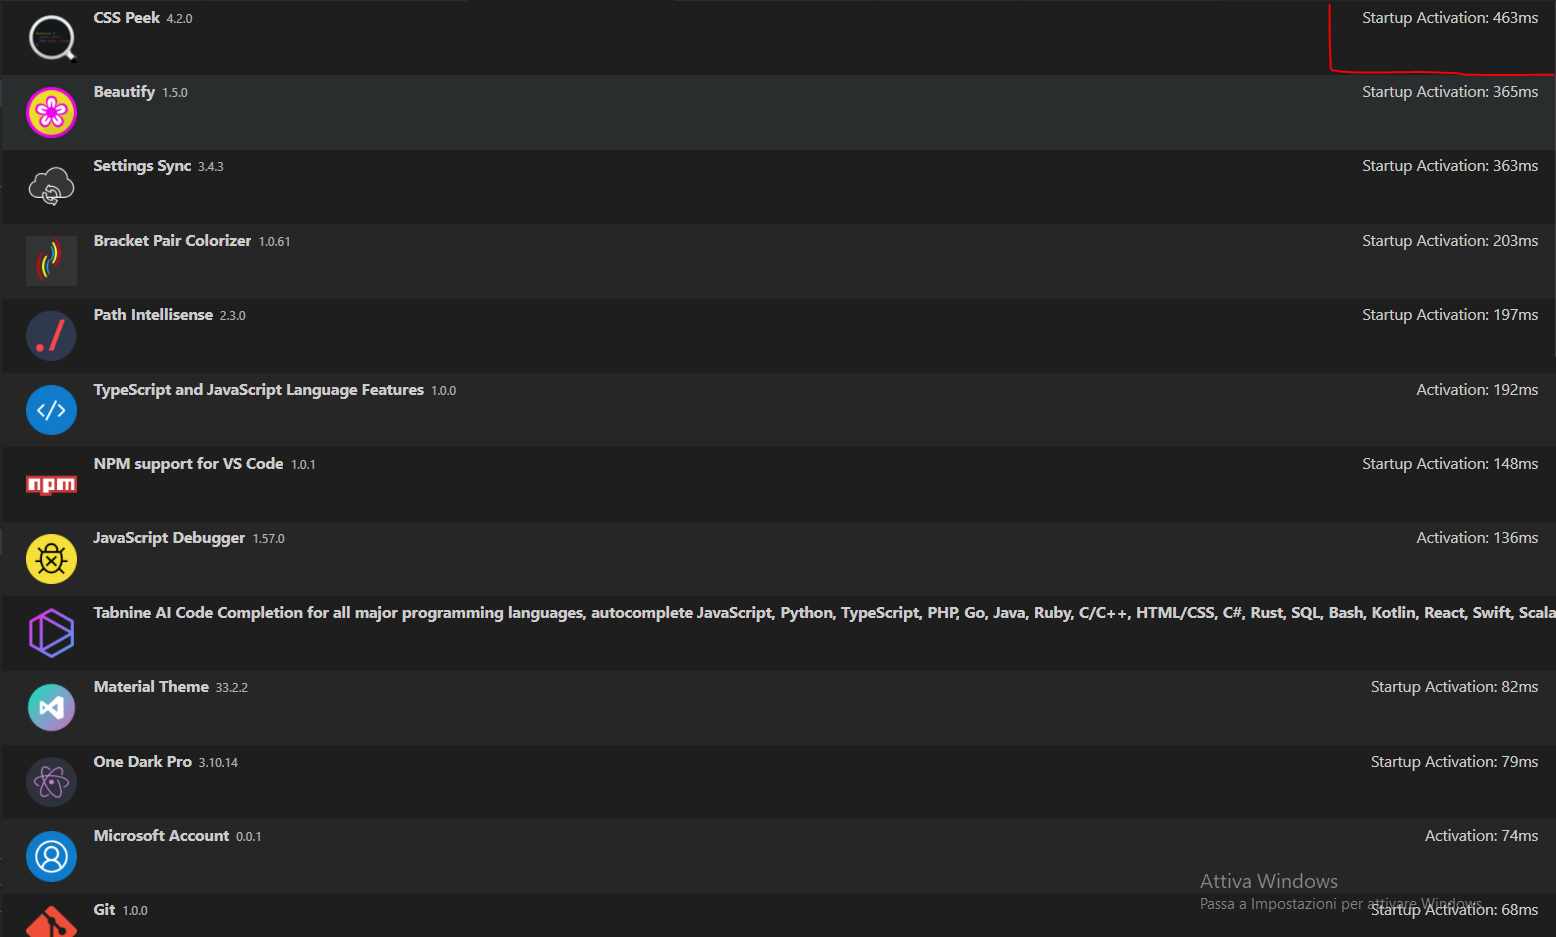 CSS Peek 4.2.0 Startup Activation: 463ms
Beautify 1.5.0 Startup Activation: 365ms
Settings Sync 3.4.3 Startup Activation: 363ms
Bracket Pair Colorizer 1.0.61 Startup Activation: 203ms
Path Intellisense 2.3.0 Startup Activation: 197ms
TypeScript and JavaScript Language Features 1.0.0 Activation: 192ms
NPM support for VS Code 1.0.1 Startup Activation: 148ms
npm
JavaScript Debugger 1.57.0 Activation: 136ms
Tabnine AI Code Completion for all major programming languages, autocomplete JavaScript, Python, TypeScript, PHP, Go, Java, Ruby, C/C++, HTML/CSS, C#, Rust, SQL, Bash, Kotlin, React, Swift, Scala
Material Theme 33.2.2 Startup Activation: 82ms
One Dark Pro 3.10.14 Startup Activation: 79ms
Microsoft Account 0.0.1 Activation: 74ms
Attiva Windows
Passa a Impostazioni per attivare Windows.
Git 1.0.0 Startup Activation: 68ms